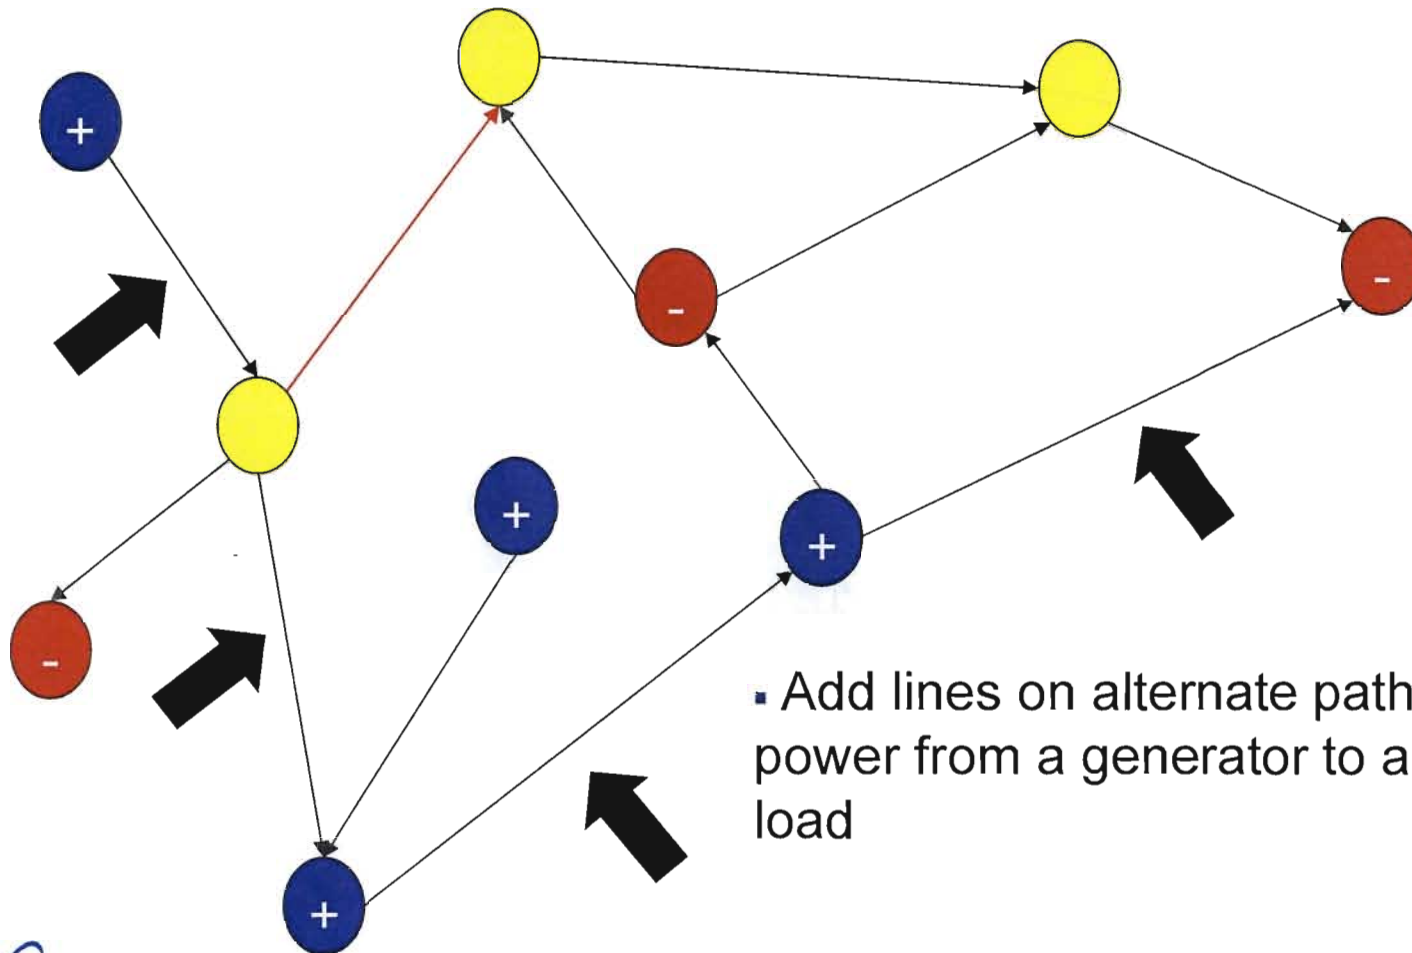 +
-
-
+
+
-
▪ Add lines on alternate path
power from a generator to a
load
+